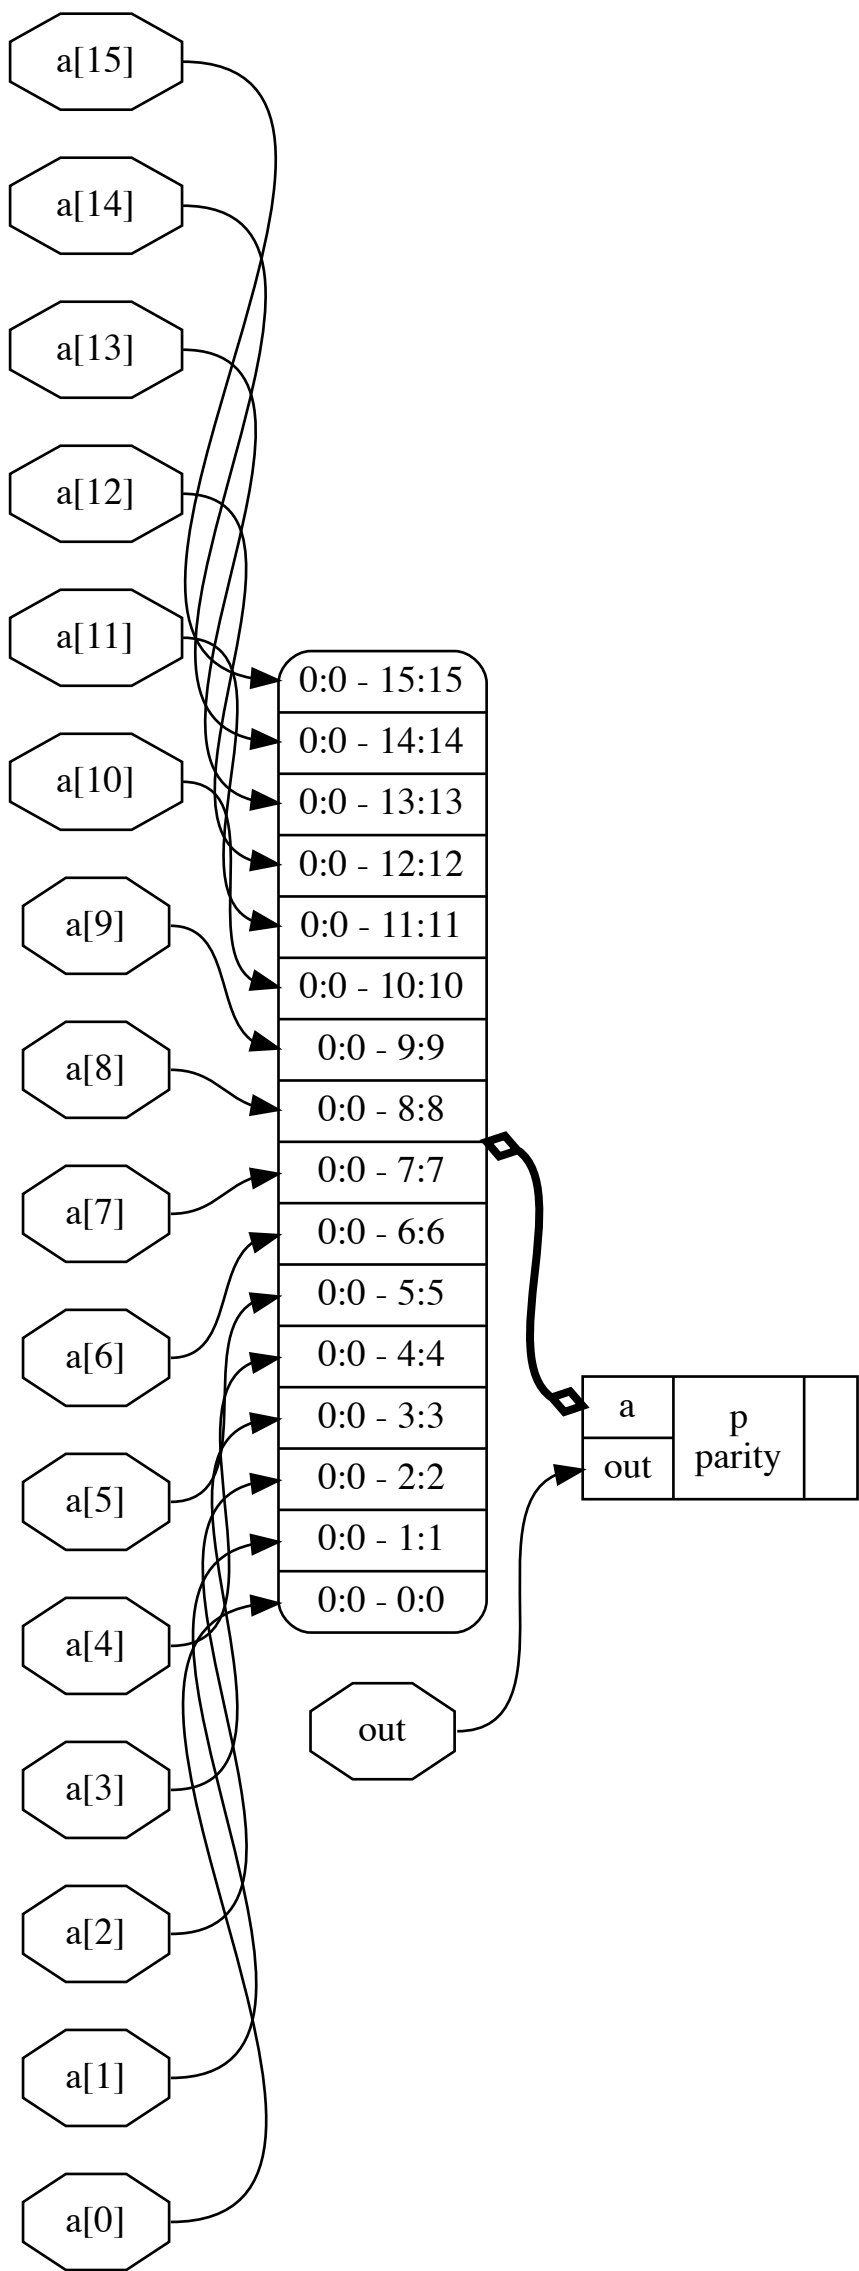 a[15]
a[14]
a[13]
a[12]
a[11]
a[10]
a[9]
a[8]
a[7]
a[6]
a[5]
a[4]
a[3]
a[2]
a[1]
a[0]
0:0 - 15:15
0:0 - 14:14
0:0 - 13:13
0:0 - 12:12
0:0 - 11:11
0:0 - 10:10
0:0 - 9:9
0:0 - 8:8
0:0 - 7:7
0:0 - 6:6
0:0 - 5:5
0:0 - 4:4
0:0 - 3:3
0:0 - 2:2
0:0 - 1:1
0:0 - 0:0
out
a
out
p
parity